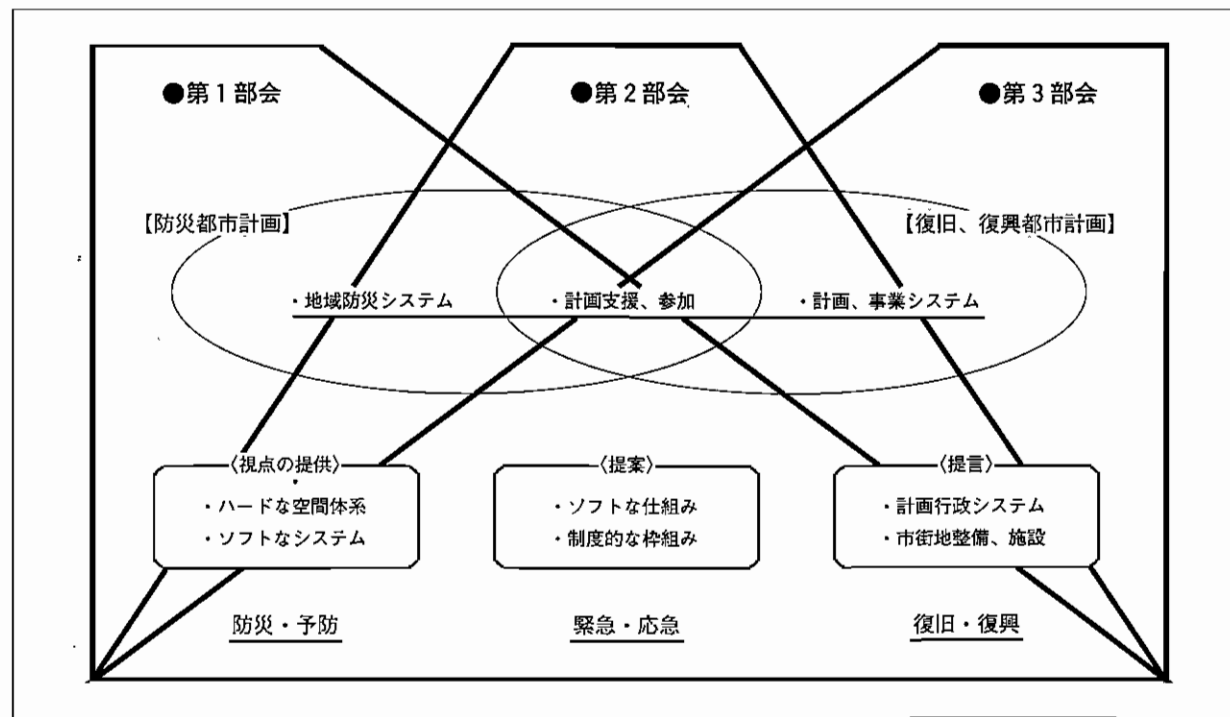 ●第1部会
●第2部会
●第3部会
【防災都市計画】
【復旧、復興都市計画】
・地域防災システム
・計画支援、参加
・計画、事業システム
〈視点の提供〉
・ハードな空間体系
・ソフトなシステム
〈提案〉
・ソフトな仕組み
・制度的な枠組み
〈提言〉
・計画行政システム
・市街地整備、施設
防災・予防
緊急・応急
復旧・復興